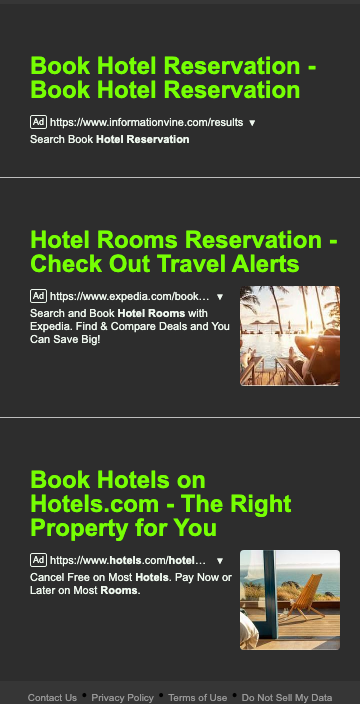 Book Hotel Reservation -
Book Hotel Reservation
Ad https://www.informationvine.com/results ▼
Search Book Hotel Reservation
Hotel Rooms Reservation -
Check Out Travel Alerts
Ad https://www.expedia.com/book... ▼
Search and Book Hotel Rooms with
Expedia. Find & Compare Deals and You
Can Save Big!
Book Hotels on
Hotels.com - The Right
Property for You
Ad https://www.hotels.com/hotel... ▼
Cancel Free on Most Hotels. Pay Now or
Later on Most Rooms.
Contact Us • Privacy Policy • Terms of Use • Do Not Sell My Data